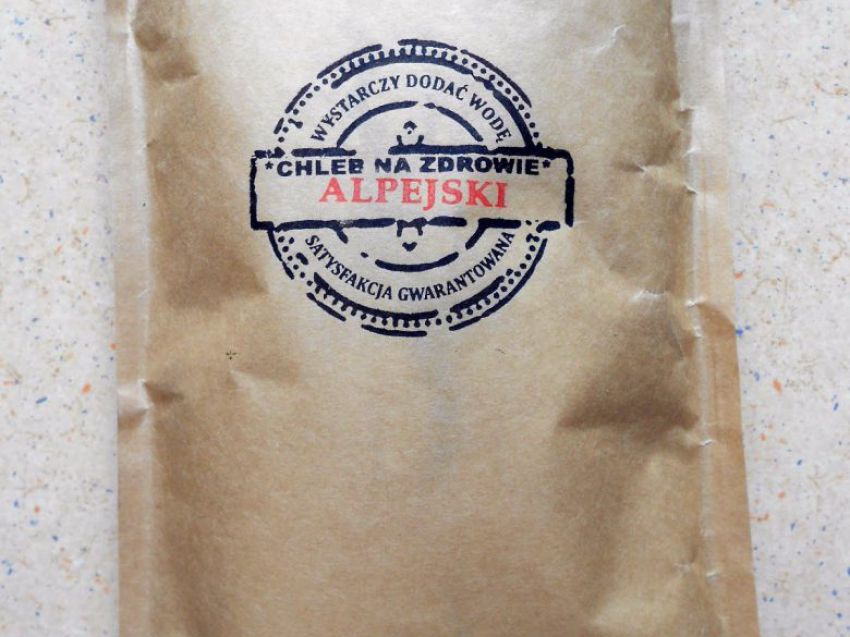 WYSTARCZY DODAĆ WODĘ
*CHLEB NA ZDROWIE*
ALPEJSKI
SATYSFAKCJA GWARANTOWANA